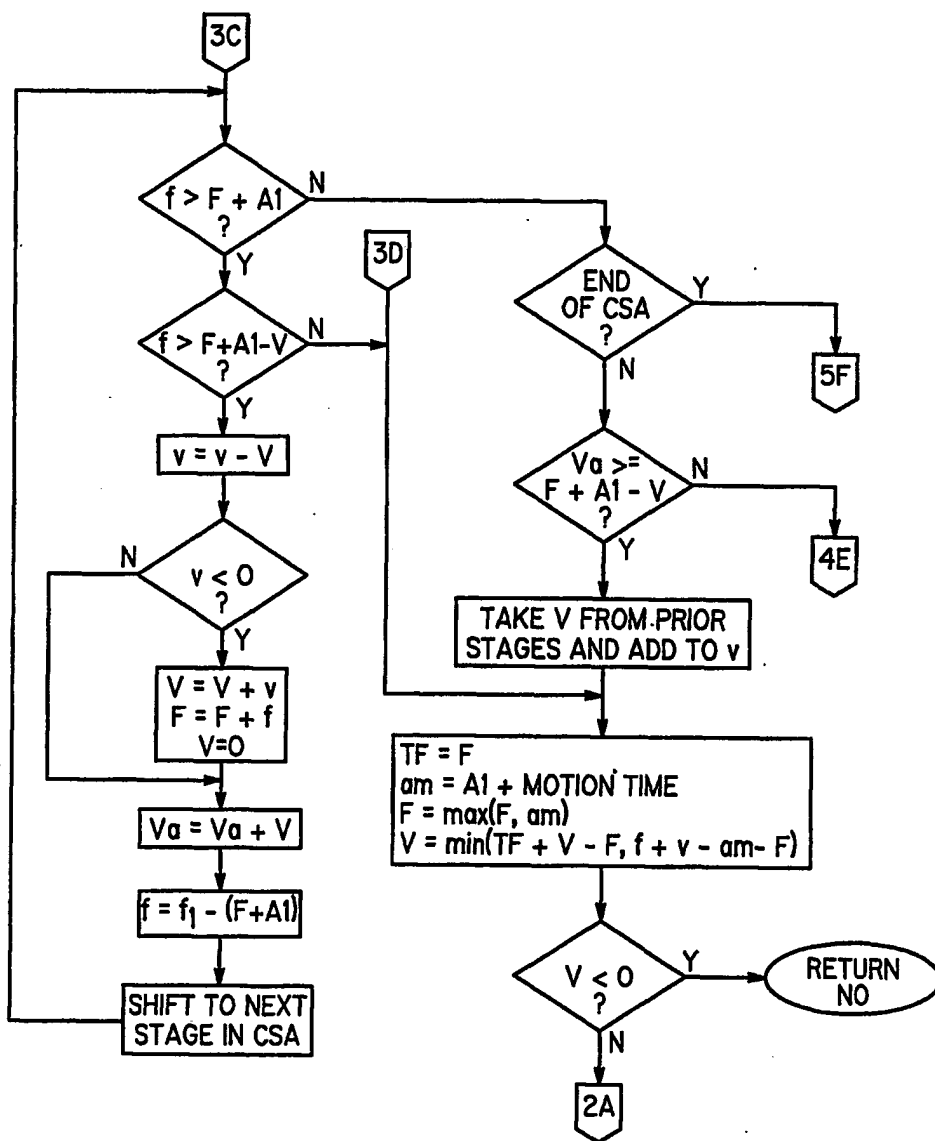 3C
f > F + A1
?
N
Y
3D
f > F+A1-V
?
N
Y
v = v - V
v < 0
?
N
Y
V = V + v
F = F + f
V=0
Va = Va + V
f = f1 - (F+A1)
SHIFT TO NEXT
STAGE IN CSA
END
OF CSA
?
Y
N
5F
Va >=
F + A1 - V
?
N
Y
4E
TAKE V FROM PRIOR
STAGES AND ADD TO v
TF = F
am = A1 + MOTION TIME
F = max(F, am)
V = min(TF + V - F, f + v - am- F)
V < 0
?
Y
N
RETURN
NO
2A